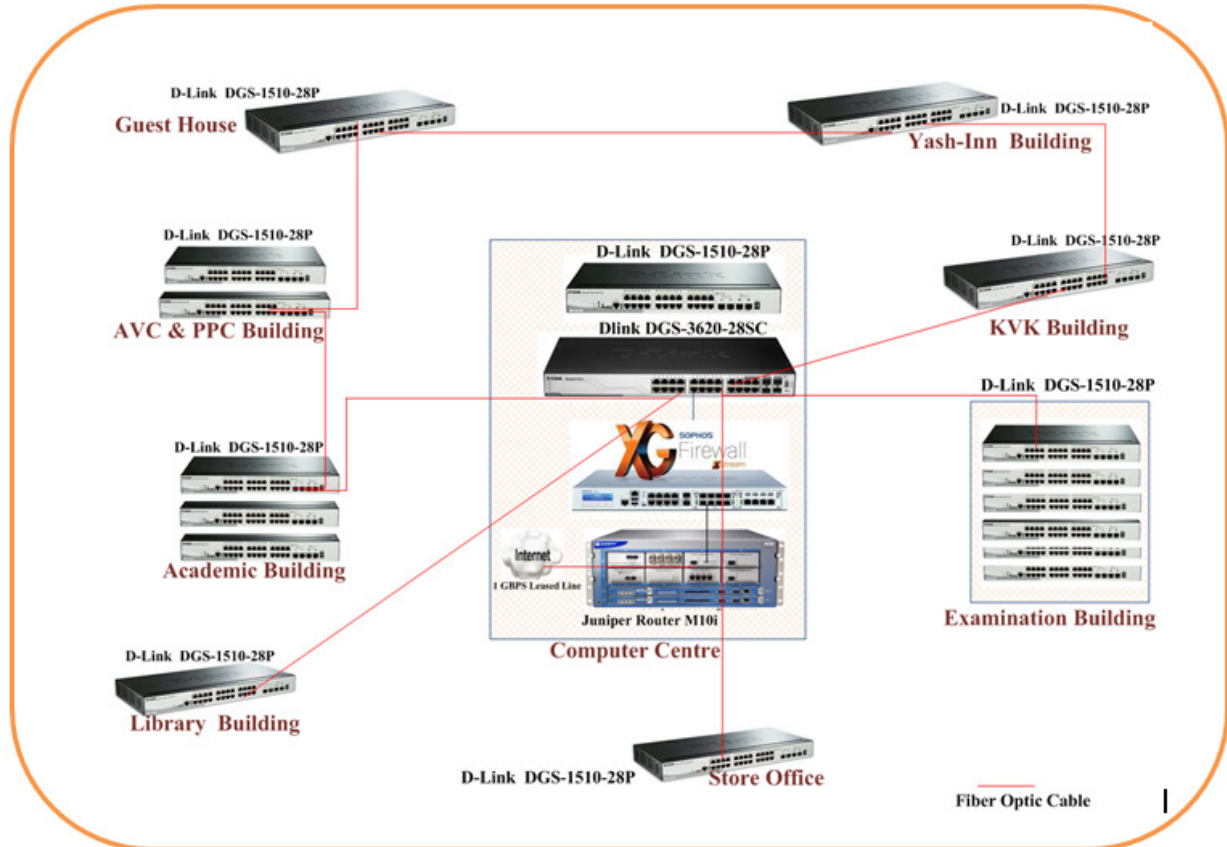 D-Link DGS-1510-28P
Guest House
D-Link DGS-1510-28P
Yash-Inn Building
D-Link DGS-1510-28P
AVC & PPC Building
D-Link DGS-1510-28P
Dlink DGS-3620-28SC
D-Link DGS-1510-28P
KVK Building
XG
SOPHOS
Firewall
D-Link DGS-1510-28P
Academic Building
Internet
1 GBPS Leased Line
Juniper Router M10i
Computer Centre
D-Link DGS-1510-28P
Examination Building
D-Link DGS-1510-28P
Library Building
D-Link DGS-1510-28P
Store Office
Fiber Optic Cable